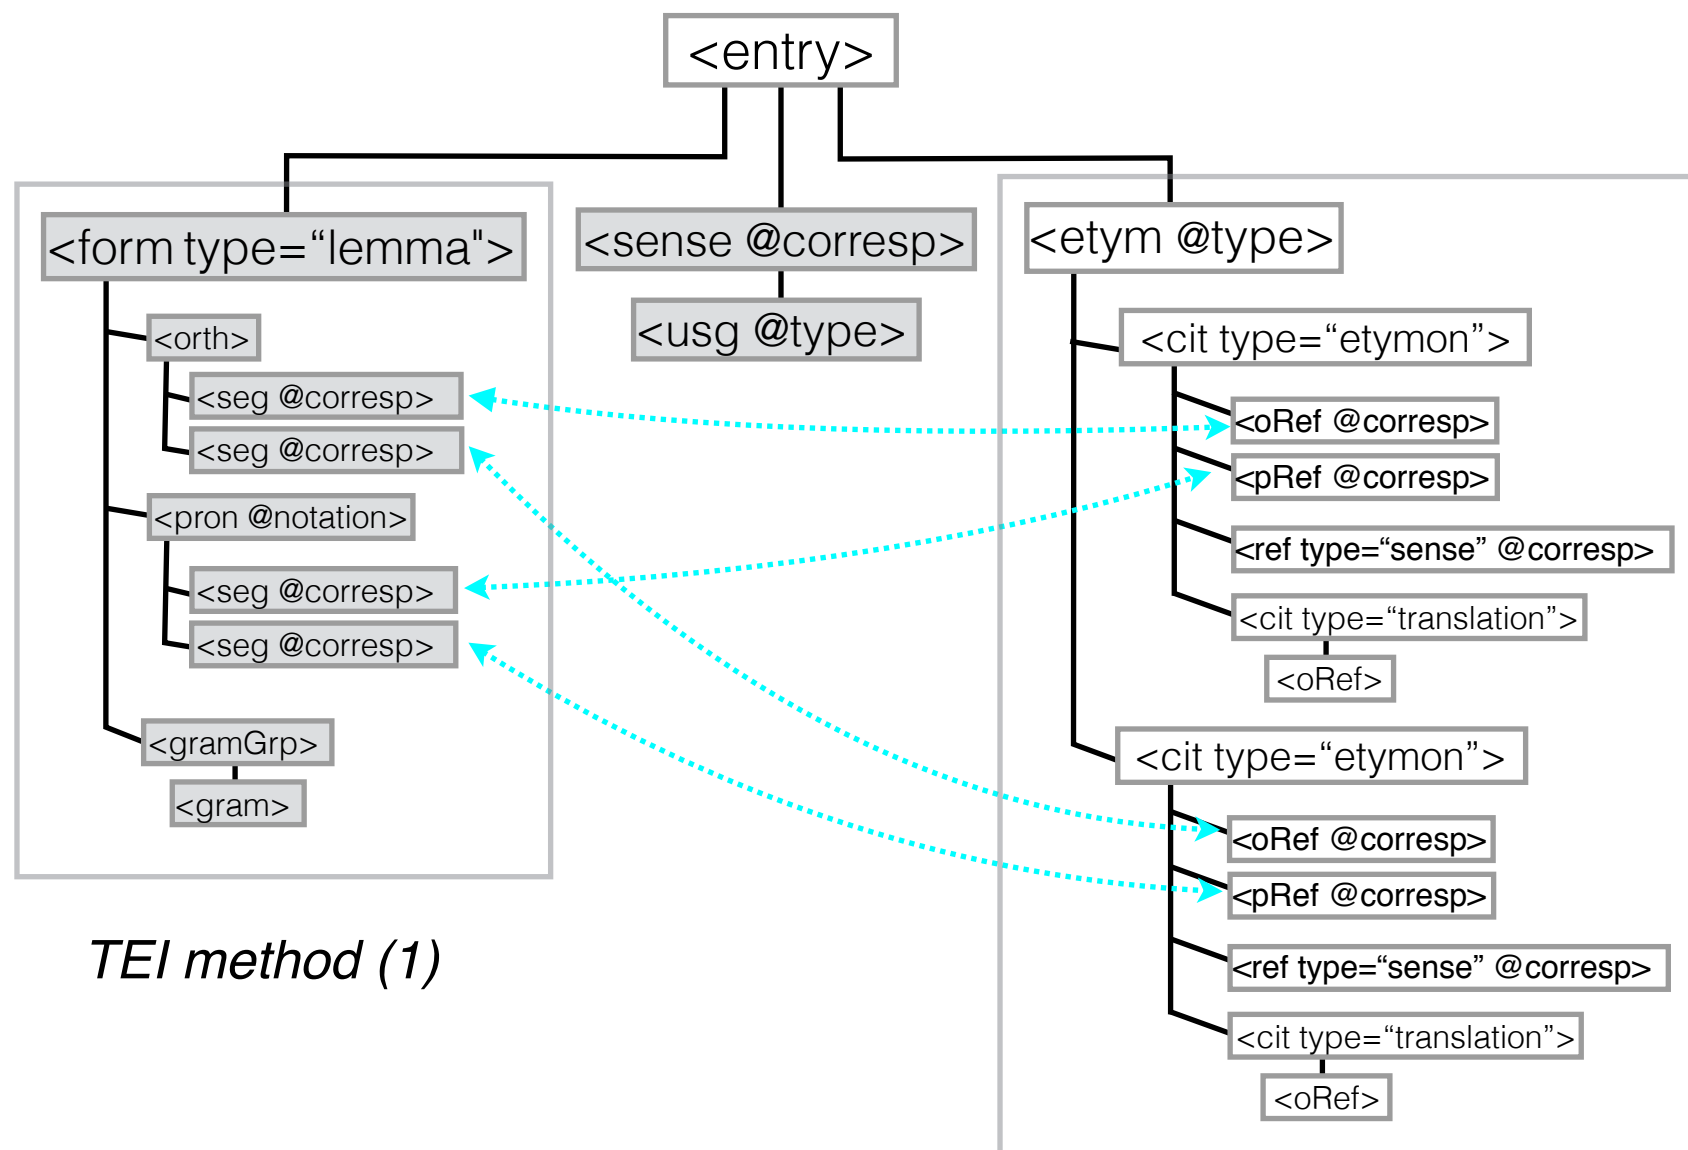 <entry>
<form type=“lemma">
<orth>
<seg @corresp>
<seg @corresp>
<pron @notation>
<seg @corresp>
<seg @corresp>
<gramGrp>
<gram>
TEI method (1)
<sense @corresp>
<usg @type>
<etym @type>
<cit type=“etymon”>
<oRef @corresp>
<pRef @corresp>
<ref type=“sense” @corresp>
<cit type=“translation”>
<oRef>
<cit type=“etymon”>
<oRef @corresp>
<pRef @corresp>
<ref type=“sense” @corresp>
<cit type=“translation”>
<oRef>